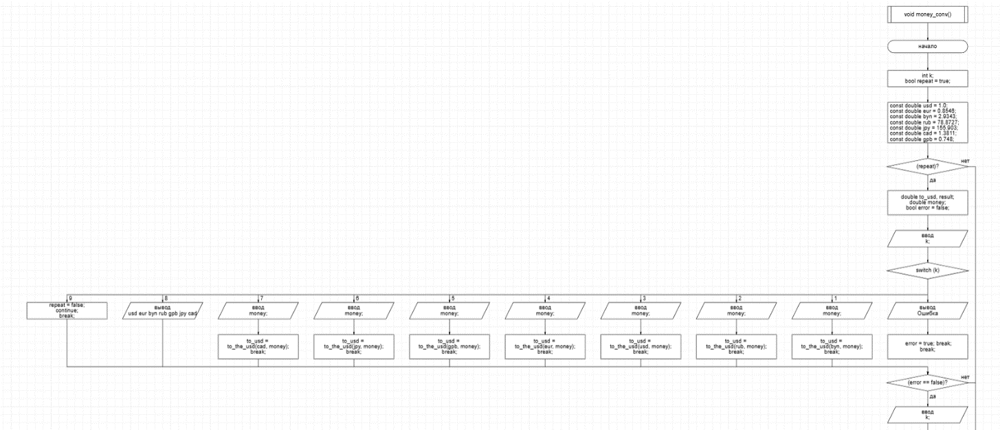 void money_conv()
начало
int k;
bool repeat = true;
const double usd = 1.0;
const double eur = 0.8546;
const double byn = 2.9343;
const double rub = 78.8727;
const double jpy = 155.903;
const double cad = 1.3811;
const double gpb = 0.748;
(repeat)?
нет
да
double to_usd, result;
double money;
bool error = false;
ввод
k;
switch (k)
9
repeat = false;
continue;
break;
8
вывод
usd eur byn rub gpb jpy cad
7
ввод
money;
to_usd =
to_the_usd(cad, money);
break;
6
ввод
money;
to_usd =
to_the_usd(jpy, money);
break;
5
ввод
money;
to_usd =
to_the_usd(gpb, money);
break;
4
ввод
money;
to_usd =
to_the_usd(eur, money);
break;
3
ввод
money;
to_usd =
to_the_usd(usd, money);
break;
2
ввод
money;
to_usd =
to_the_usd(rub, money);
break;
1
ввод
money;
to_usd =
to_the_usd(byn, money);
break;
вывод
Ошибка
error = true; break;
break;
(error == false)?
нет
да
ввод
k;